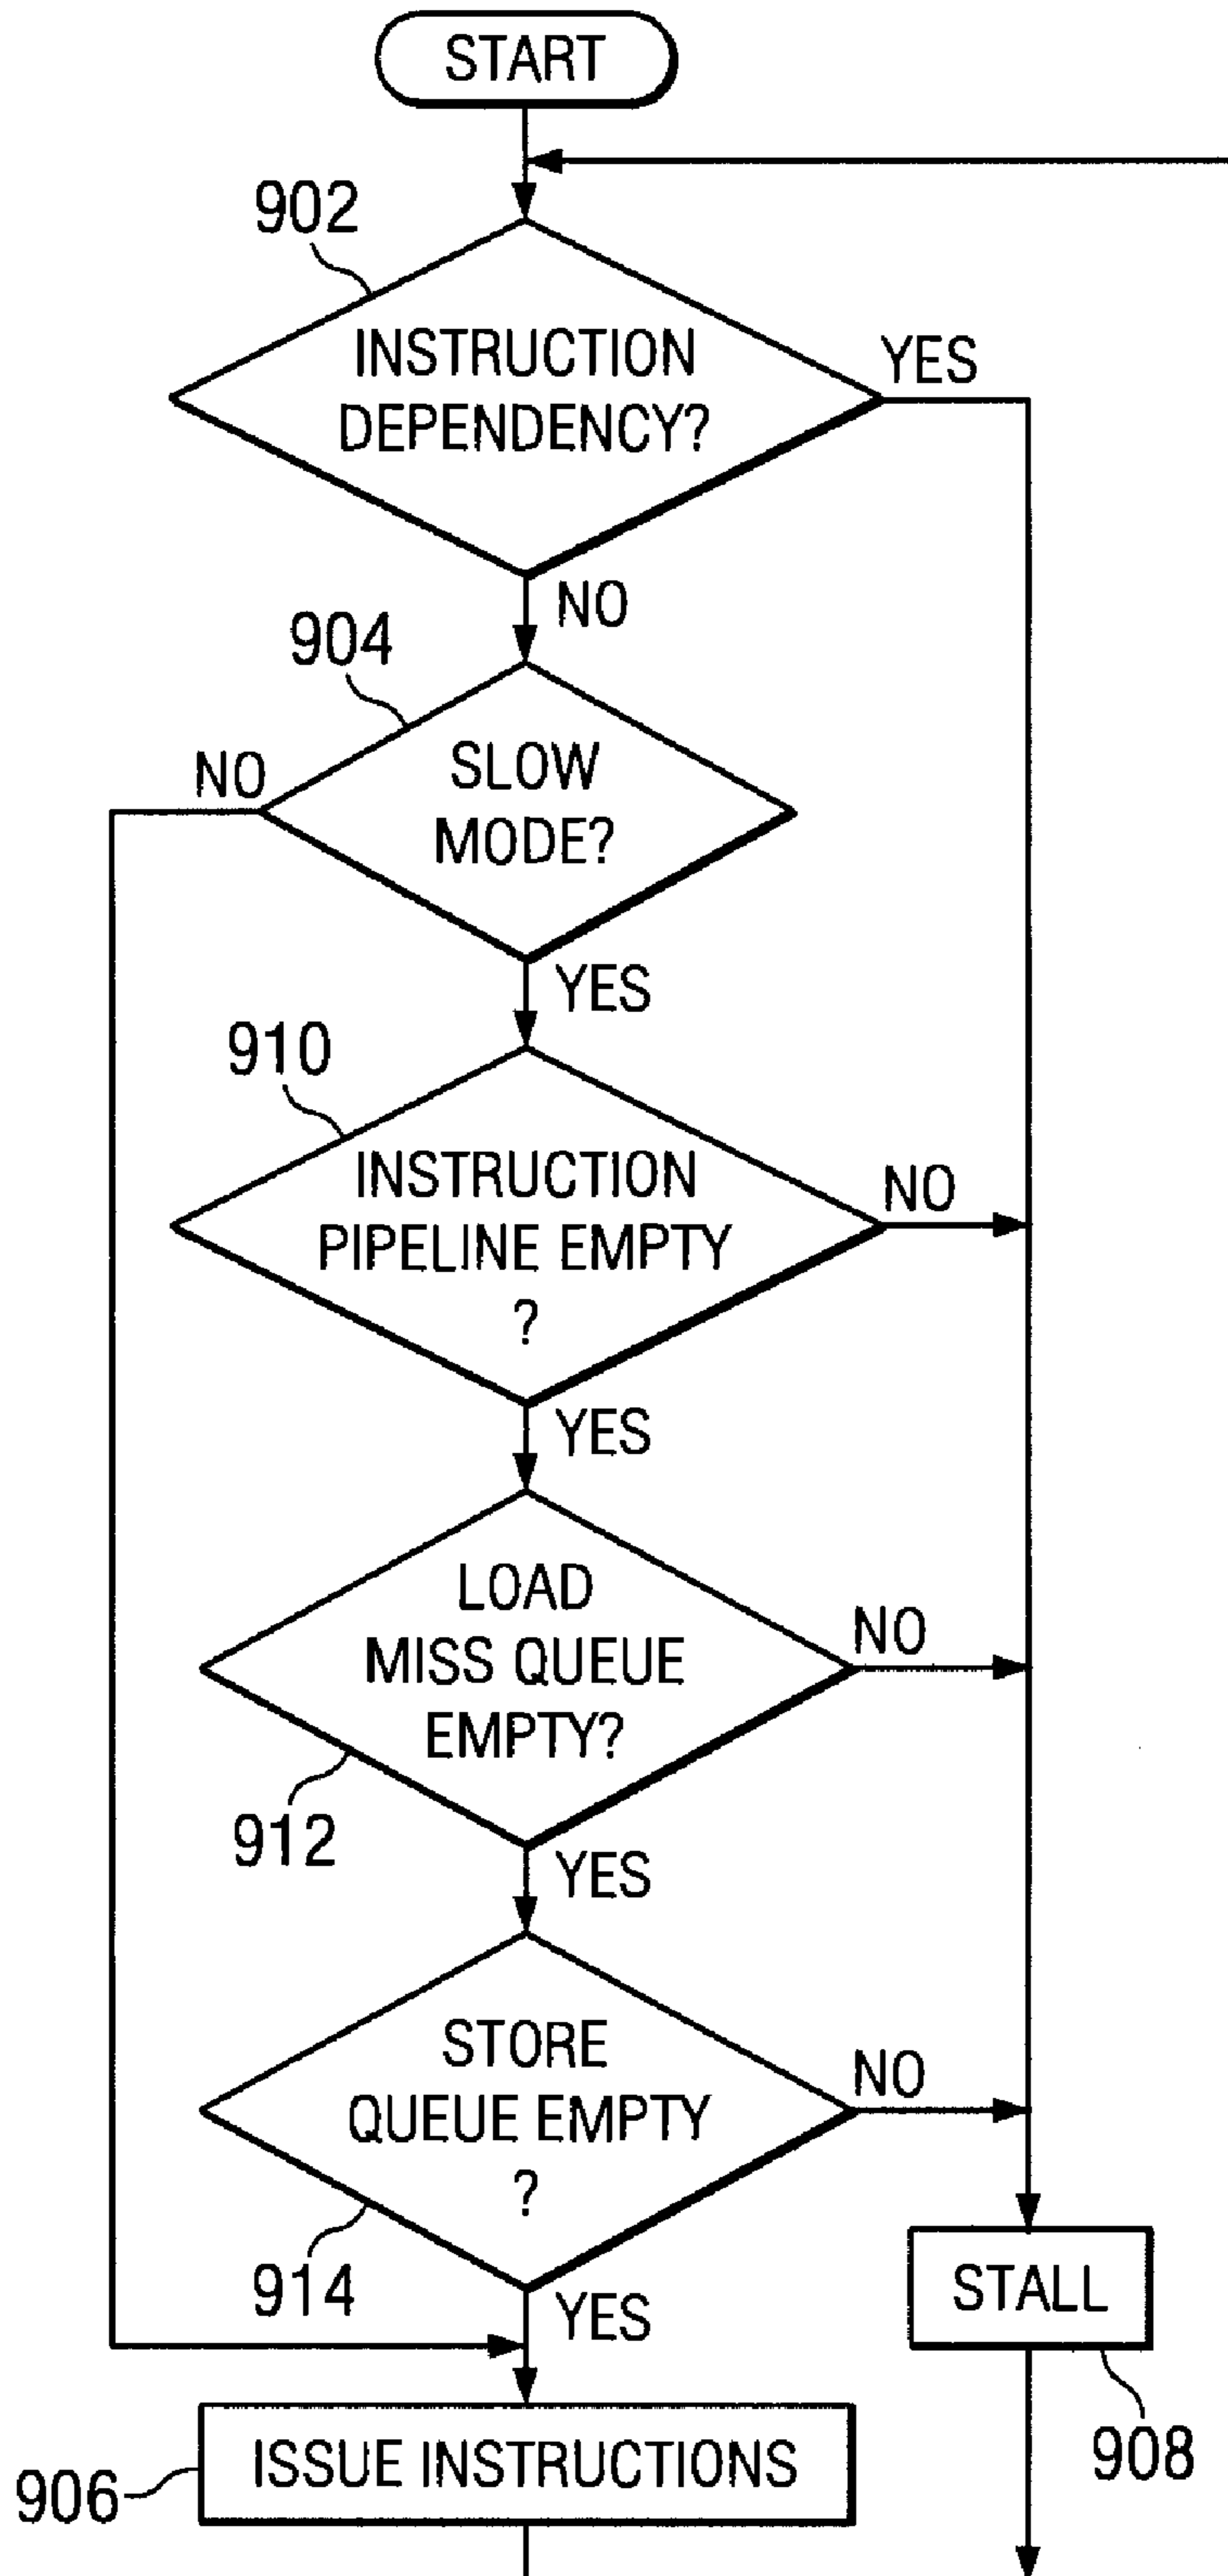 START
902
INSTRUCTION
DEPENDENCY?
YES
NO
904
SLOW
MODE?
NO
YES
910
INSTRUCTION
PIPELINE EMPTY
?
NO
YES
LOAD
MISS QUEUE
EMPTY?
NO
912
YES
STORE
QUEUE EMPTY
?
NO
914
YES
STALL
908
ISSUE INSTRUCTIONS
906